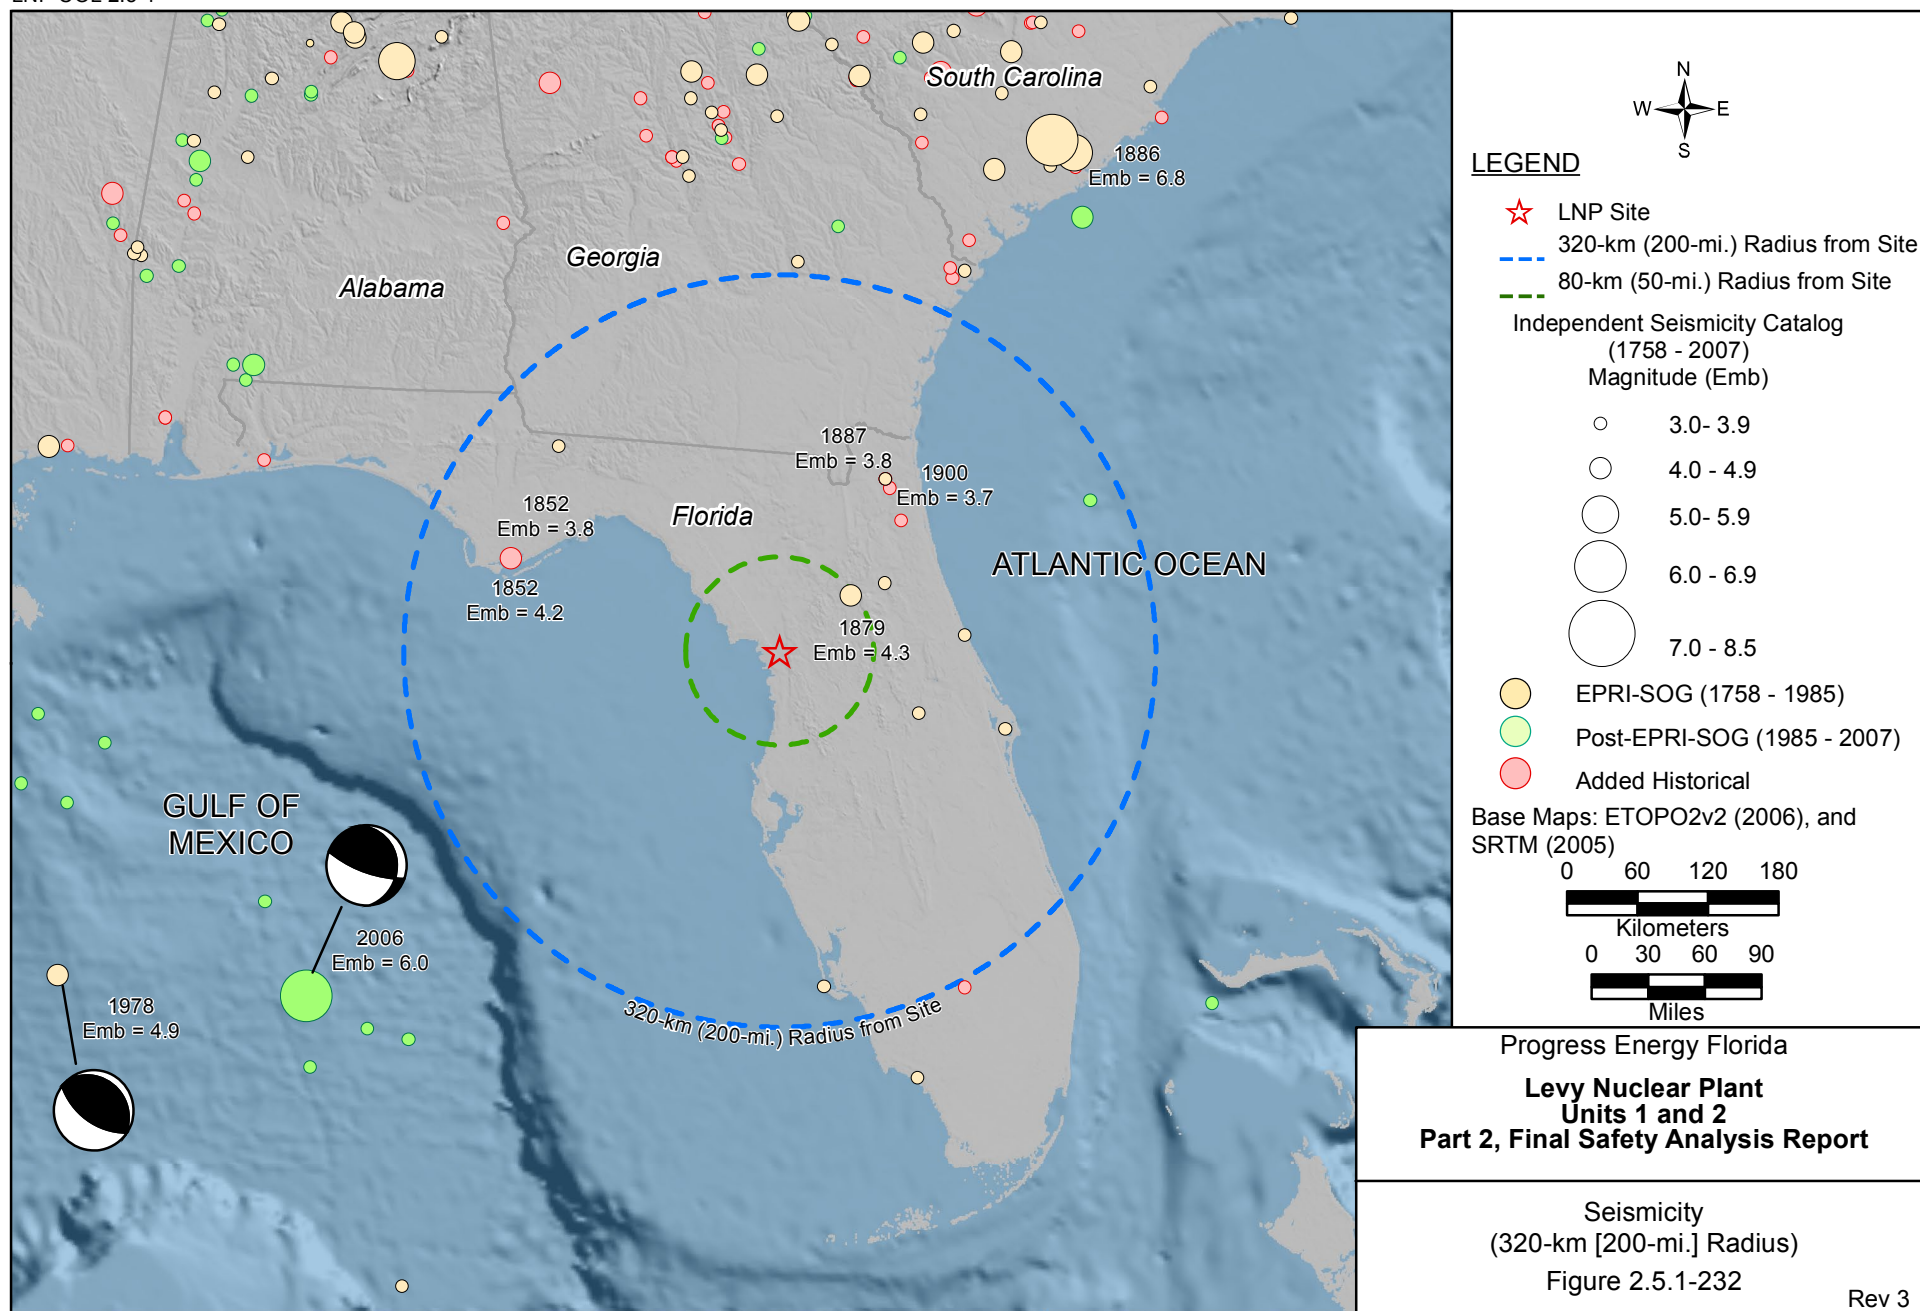 South Carolina
1886
Emb = 6.8
Georgia
Alabama
1887
Emb = 3.8
1900
Emb = 3.7
1852
Emb = 3.8
Florida
ATLANTIC OCEAN
1852
Emb = 4.2
1879
Emb = 4.3
GULF OF
MEXICO
2006
Emb = 6.0
1978
Emb = 4.9
320-km (200-mi.) Radius from Site
N
W E
S
LEGEND
LNP Site
320-km (200-mi.) Radius from Site
80-km (50-mi.) Radius from Site
Independent Seismicity Catalog
(1758 - 2007)
Magnitude (Emb)
3.0- 3.9
4.0 - 4.9
5.0- 5.9
6.0 - 6.9
7.0 - 8.5
EPRI-SOG (1758 - 1985)
Post-EPRI-SOG (1985 - 2007)
Added Historical
Base Maps: ETOPO2v2 (2006), and
SRTM (2005)
0 60 120 180
Kilometers
0 30 60 90
Miles
Progress Energy Florida
Levy Nuclear Plant
Units 1 and 2
Part 2, Final Safety Analysis Report
Seismicity
(320-km [200-mi.] Radius)
Figure 2.5.1-232
Rev 3